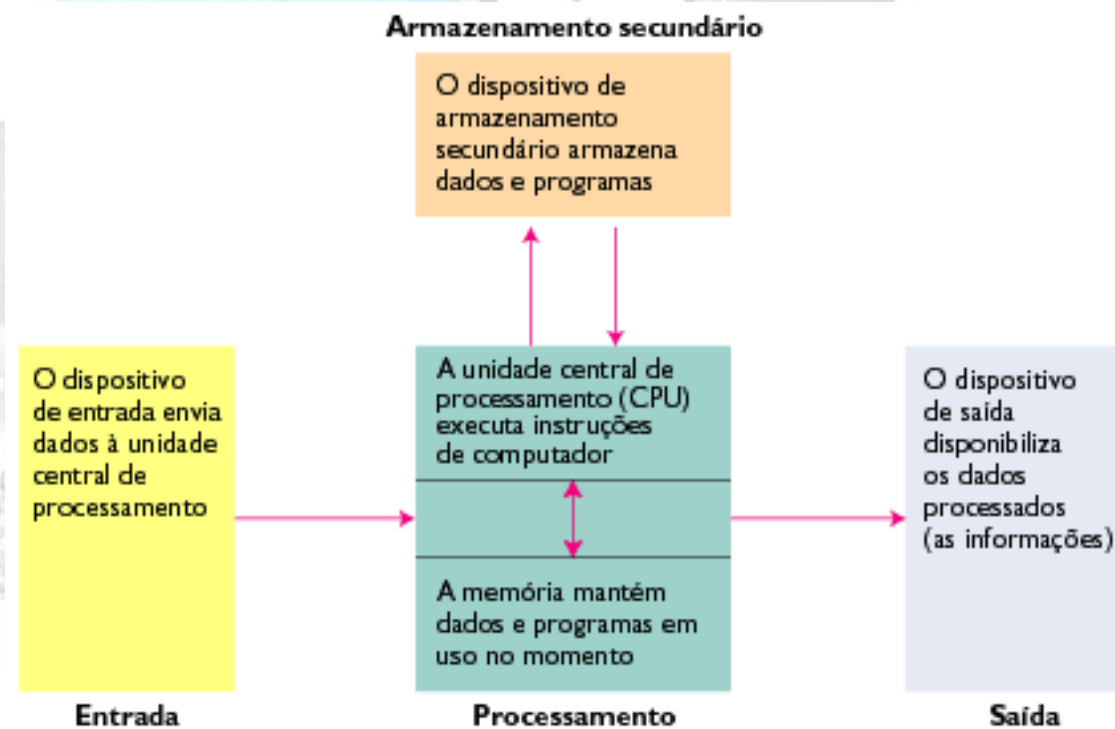 Armazenamento secundário
O dispositivo de
armazenamento
secundário armazena
dados e programas
O dispositivo
de entrada envia
dados à unidade
central de
processamento
A unidade central de
processamento (CPU)
executa instruções
de computador
A memória mantém
dados e programas em
uso no momento
O dispositivo
de saída
disponibiliza
os dados
processados
(as informações)
Entrada
Processamento
Saída